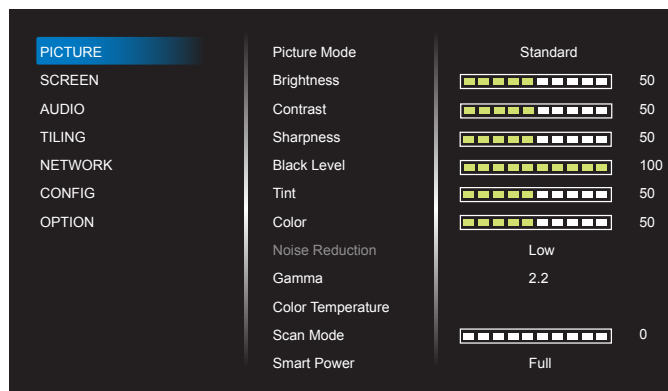 PICTURE Picture Mode Standard
SCREEN Brightness 50
AUDIO Contrast 50
TILING Sharpness 50
NETWORK Black Level 100
CONFIG Tint 50
OPTION Color 50
Noise Reduction Low
Gamma 2.2
Color Temperature
Scan Mode 0
Smart Power Full